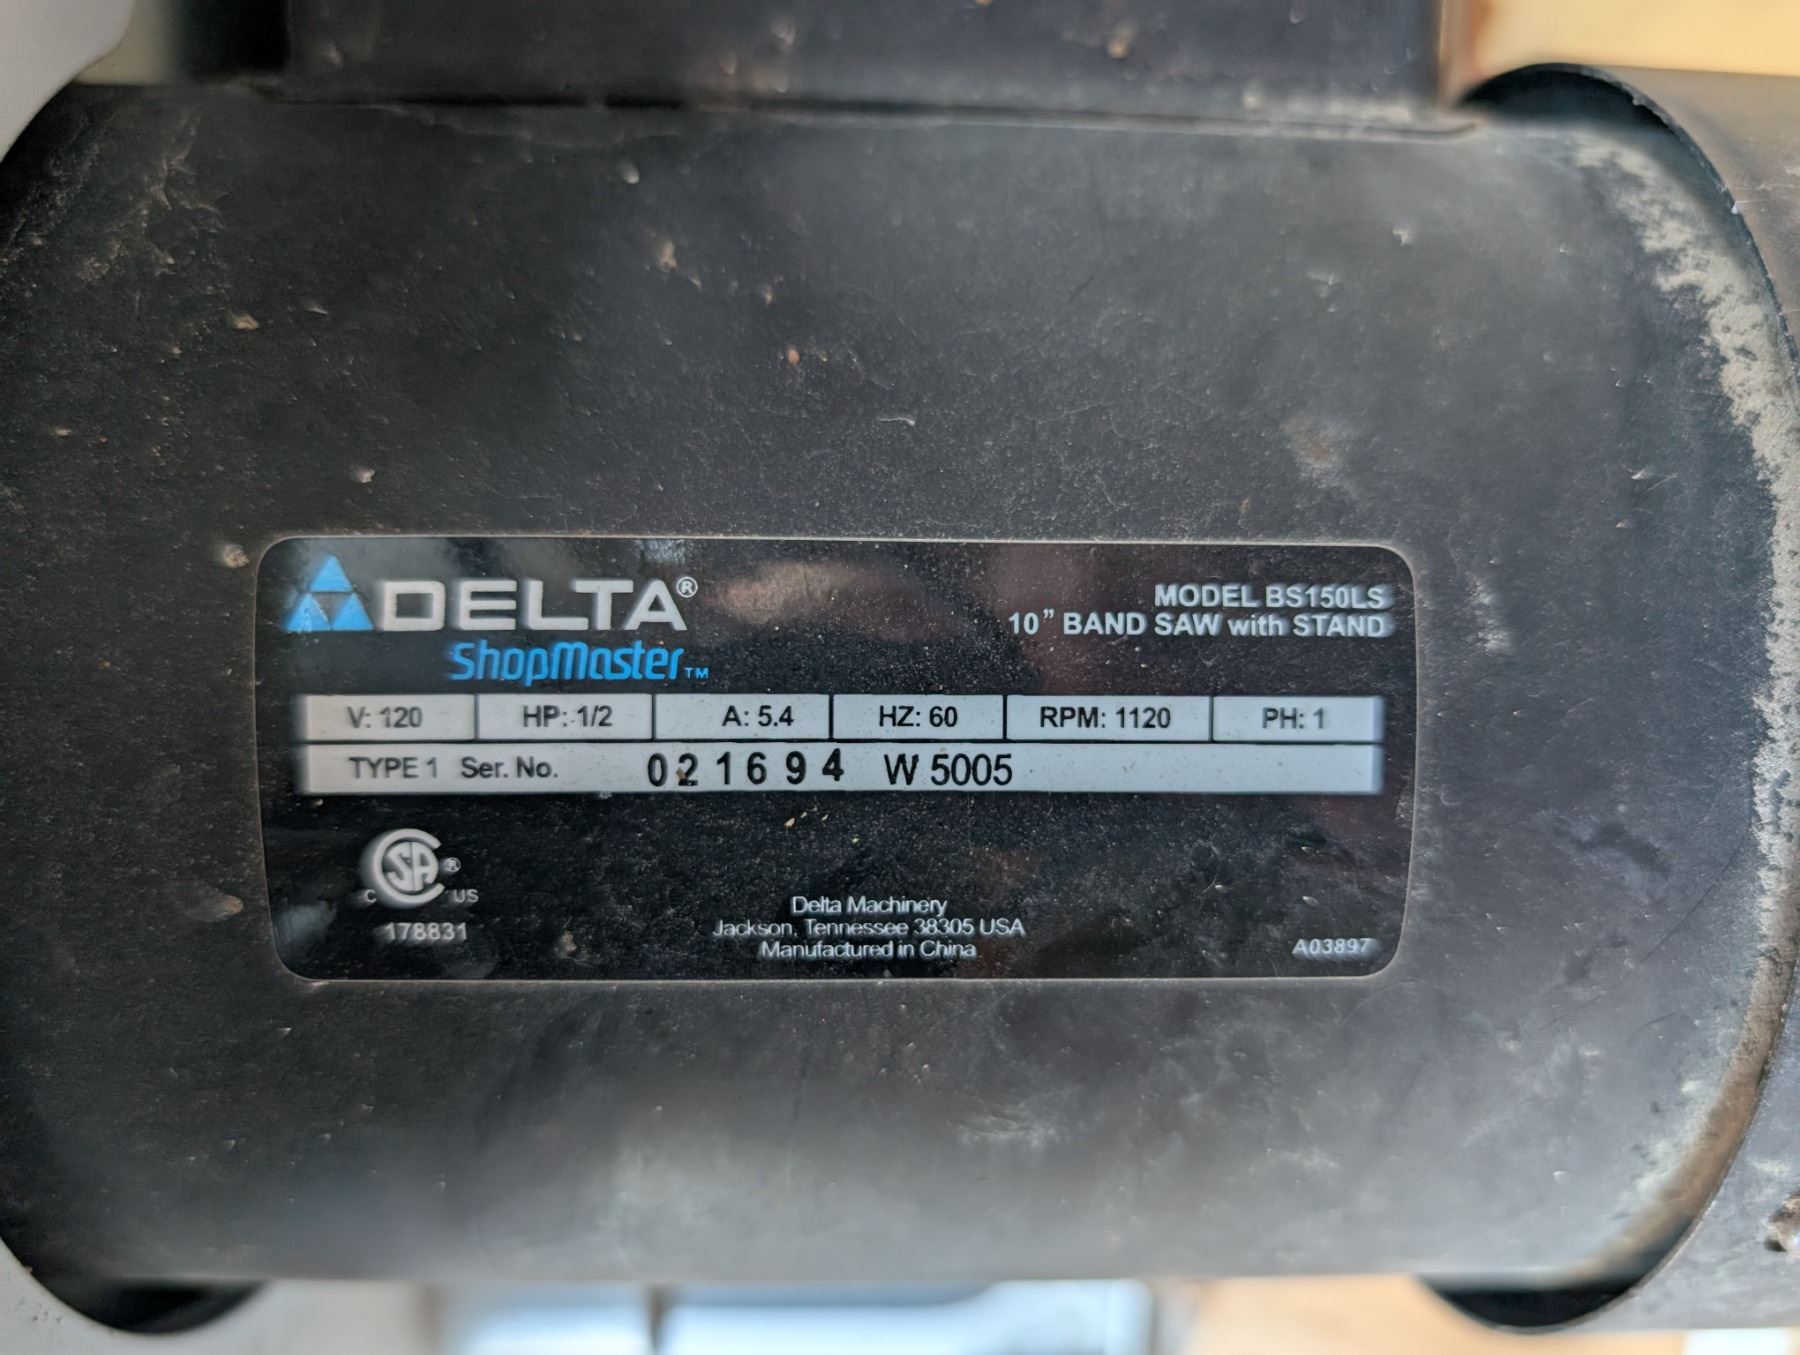 DELTA®
ShopMaster™
MODEL BS150LS
10" BAND SAW with STAND
V: 120 HP: 1/2 A: 5.4 HZ: 60 RPM: 1120 PH: 1
TYPE 1 Ser. No. 021694 W 5005
CSA®
C US
178831
Delta Machinery
Jackson, Tennessee 38305 USA
Manufactured in China
A03897